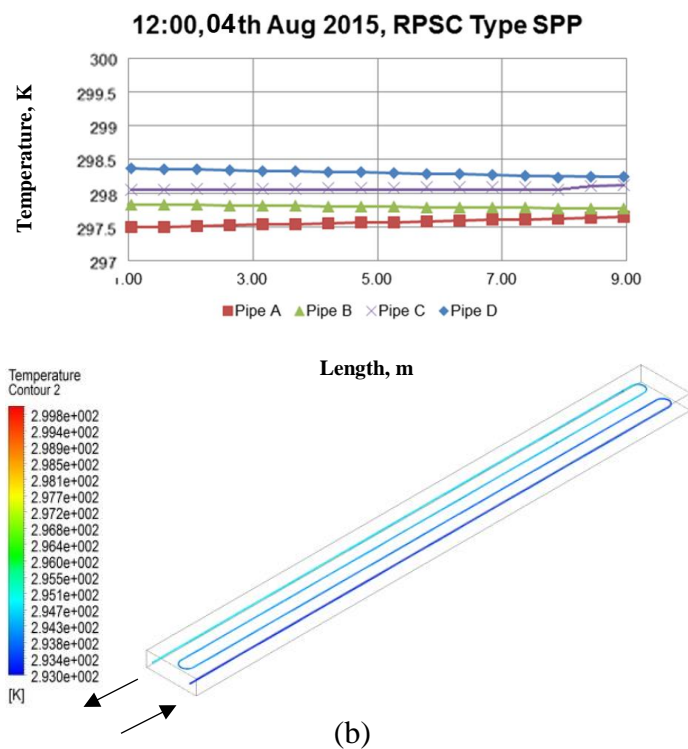 12:00,04th Aug 2015, RPSC Type SPP
Temperature, K
300
299.5
299
298.5
298
297.5
297
1.00 3.00 5.00 7.00 9.00
Pipe A Pipe B Pipe C Pipe D
Length, m
Temperature
Contour 2
2.998e+002
2.994e+002
2.989e+002
2.985e+002
2.981e+002
2.977e+002
2.972e+002
2.968e+002
2.964e+002
2.960e+002
2.955e+002
2.951e+002
2.947e+002
2.943e+002
2.938e+002
2.934e+002
2.930e+002
[K]
(b)